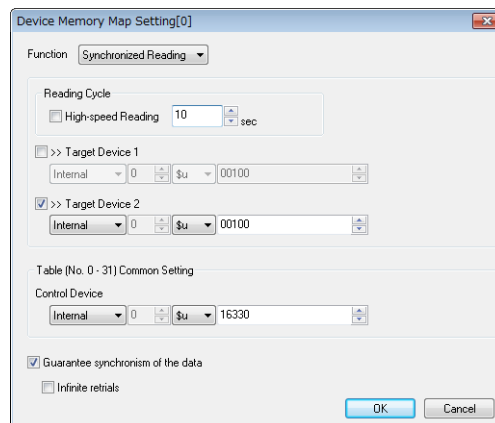 Device Memory Map Setting[0]
Function Synchronized Reading
Reading Cycle
High-speed Reading 10 sec
>> Target Device 1
Internal 0 $u 00100
>> Target Device 2
Internal 0 $u 00100
Table (No. 0 - 31) Common Setting
Control Device
Internal 0 $u 16330
Guarantee synchronism of the data
Infinite retrials
OK Cancel